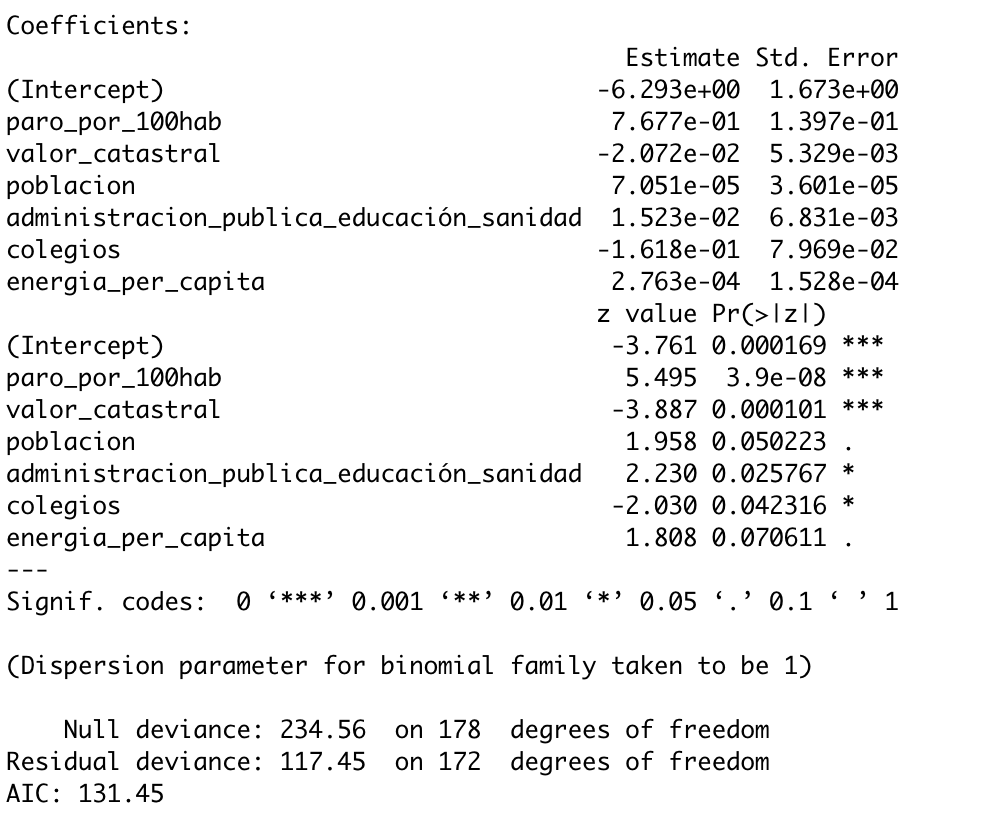 Coefficients:
Estimate Std. Error
(Intercept) -6.293e+00 1.673e+00
paro_por_100hab 7.677e-01 1.397e-01
valor_catastral -2.072e-02 5.329e-03
poblacion 7.051e-05 3.601e-05
administracion_publica_educación_sanidad 1.523e-02 6.831e-03
colegios -1.618e-01 7.969e-02
energia_per_capita 2.763e-04 1.528e-04
z value Pr(>|z|)
(Intercept) -3.761 0.000169 ***
paro_por_100hab 5.495 3.9e-08 ***
valor_catastral -3.887 0.000101 ***
poblacion 1.958 0.050223 .
administracion_publica_educación_sanidad 2.230 0.025767 *
colegios -2.030 0.042316 *
energia_per_capita 1.808 0.070611 .
---
Signif. codes: 0 ‘***’ 0.001 ‘**’ 0.01 ‘*’ 0.05 ‘.’ 0.1 ‘ ’ 1
(Dispersion parameter for binomial family taken to be 1)
Null deviance: 234.56 on 178 degrees of freedom
Residual deviance: 117.45 on 172 degrees of freedom
AIC: 131.45